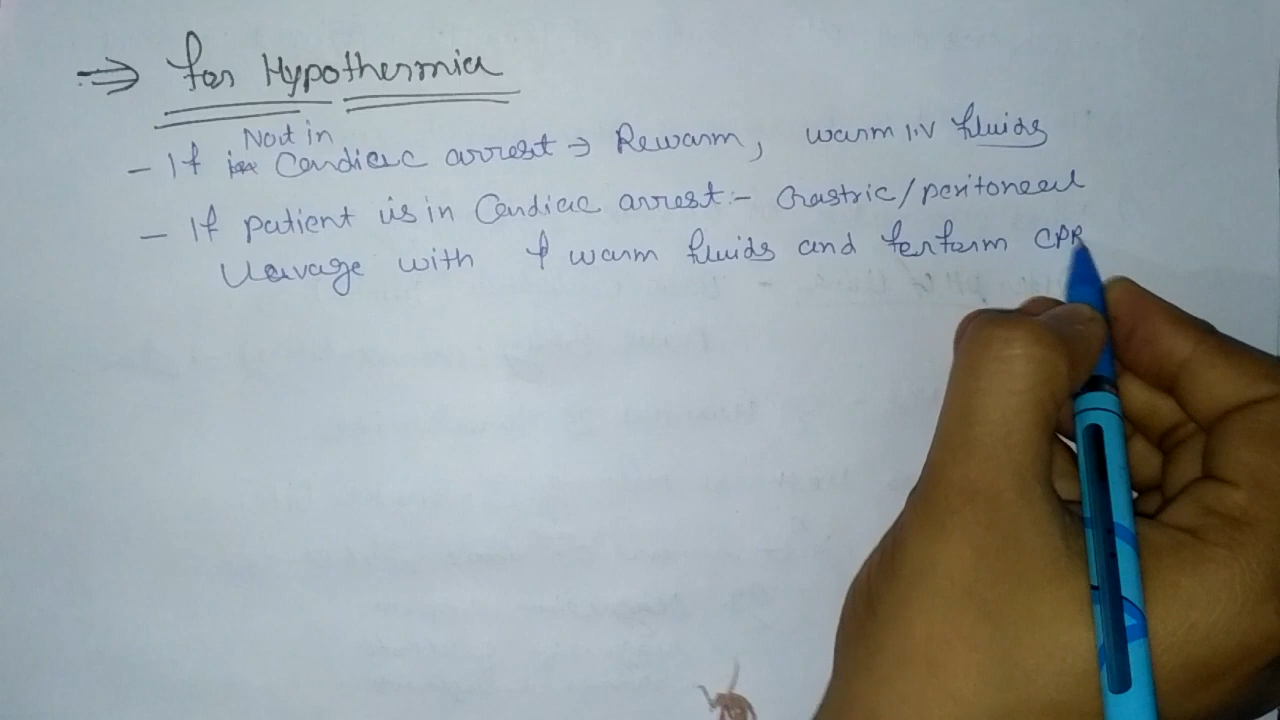 ⇒ for Hypothermia
- If Not in Cardiac arrest → Rewarm, warm I.V fluids
- If patient is in Cardiac arrest:- Gastric/peritoneal
Lavage with warm fluids and perform CPR